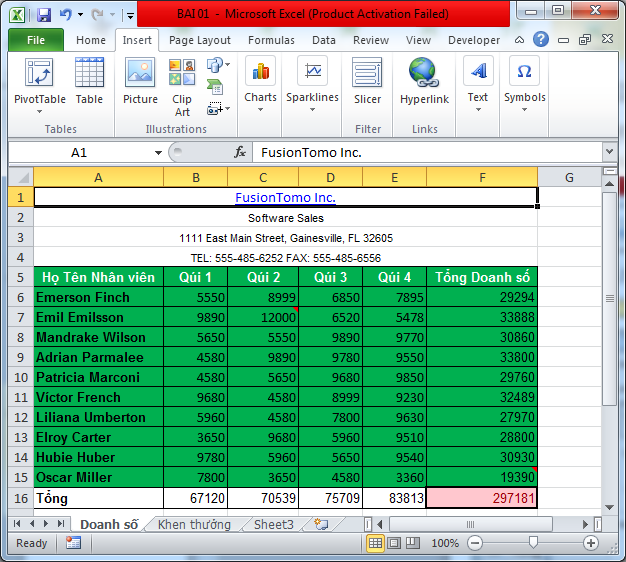 BAI 01 - Microsoft Excel (Product Activation Failed)
File Home Insert Page Layout Formulas Data Review View Developer
PivotTable Table Picture Clip Art Charts Sparklines Slicer Hyperlink Text Symbols
Tables Illustrations Filter Links
A1 fx FusionTomo Inc.
A B C D E F G
1 FusionTomo Inc.
2 Software Sales
3 1111 East Main Street, Gainesville, FL 32605
4 TEL: 555-485-6252 FAX: 555-485-6556
5 Họ Tên Nhân viên Qúi 1 Qúi 2 Qúi 3 Qúi 4 Tổng Doanh số
6 Emerson Finch 5550 8999 6850 7895 29294
7 Emil Emilsson 9890 12000 6520 5478 33888
8 Mandrake Wilson 5650 5550 9890 9770 30860
9 Adrian Parmalee 4580 9890 9780 9550 33800
10 Patricia Marconi 4580 5650 9680 9850 29760
11 Victor French 9680 4580 8999 9230 32489
12 Liliana Umberton 5960 4580 7800 9630 27970
13 Elroy Carter 3650 9680 5960 9510 28800
14 Hubie Huber 9780 5960 5650 9540 30930
15 Oscar Miller 7800 3650 4580 3360 19390
16 Tổng 67120 70539 75709 83813 297181
Doanh số Khen thưởng Sheet3
Ready 100%